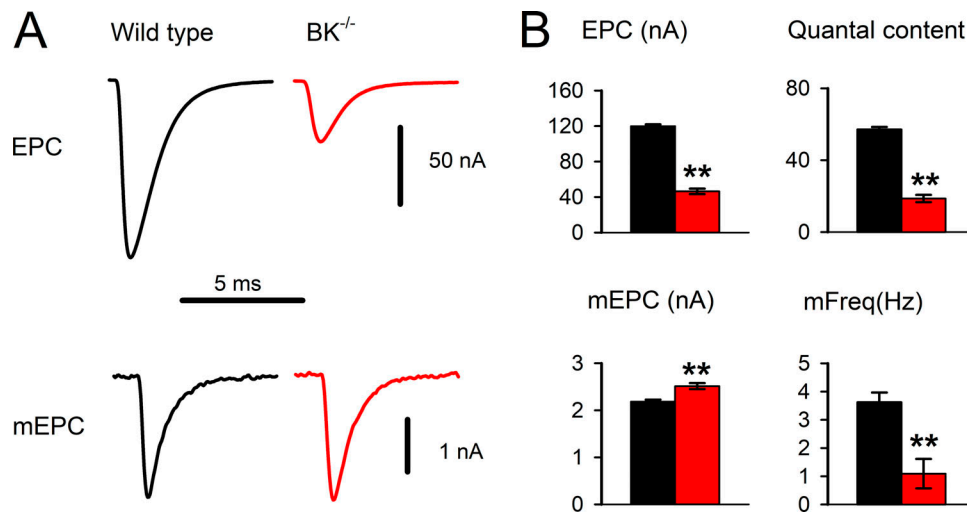 A
Wild type
BK-/-
EPC
50 nA
5 ms
mEPC
1 nA
B
EPC (nA)
160
120
80
40
0
**
Quantal content
80
40
0
**
mEPC (nA)
3
2
1
0
**
mFreq(Hz)
5
4
3
2
1
0
**